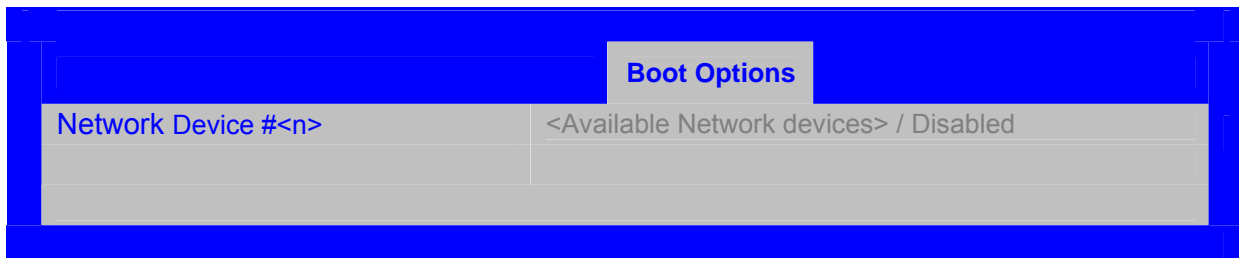 Boot Options
Network Device #<n> <Available Network devices> / Disabled